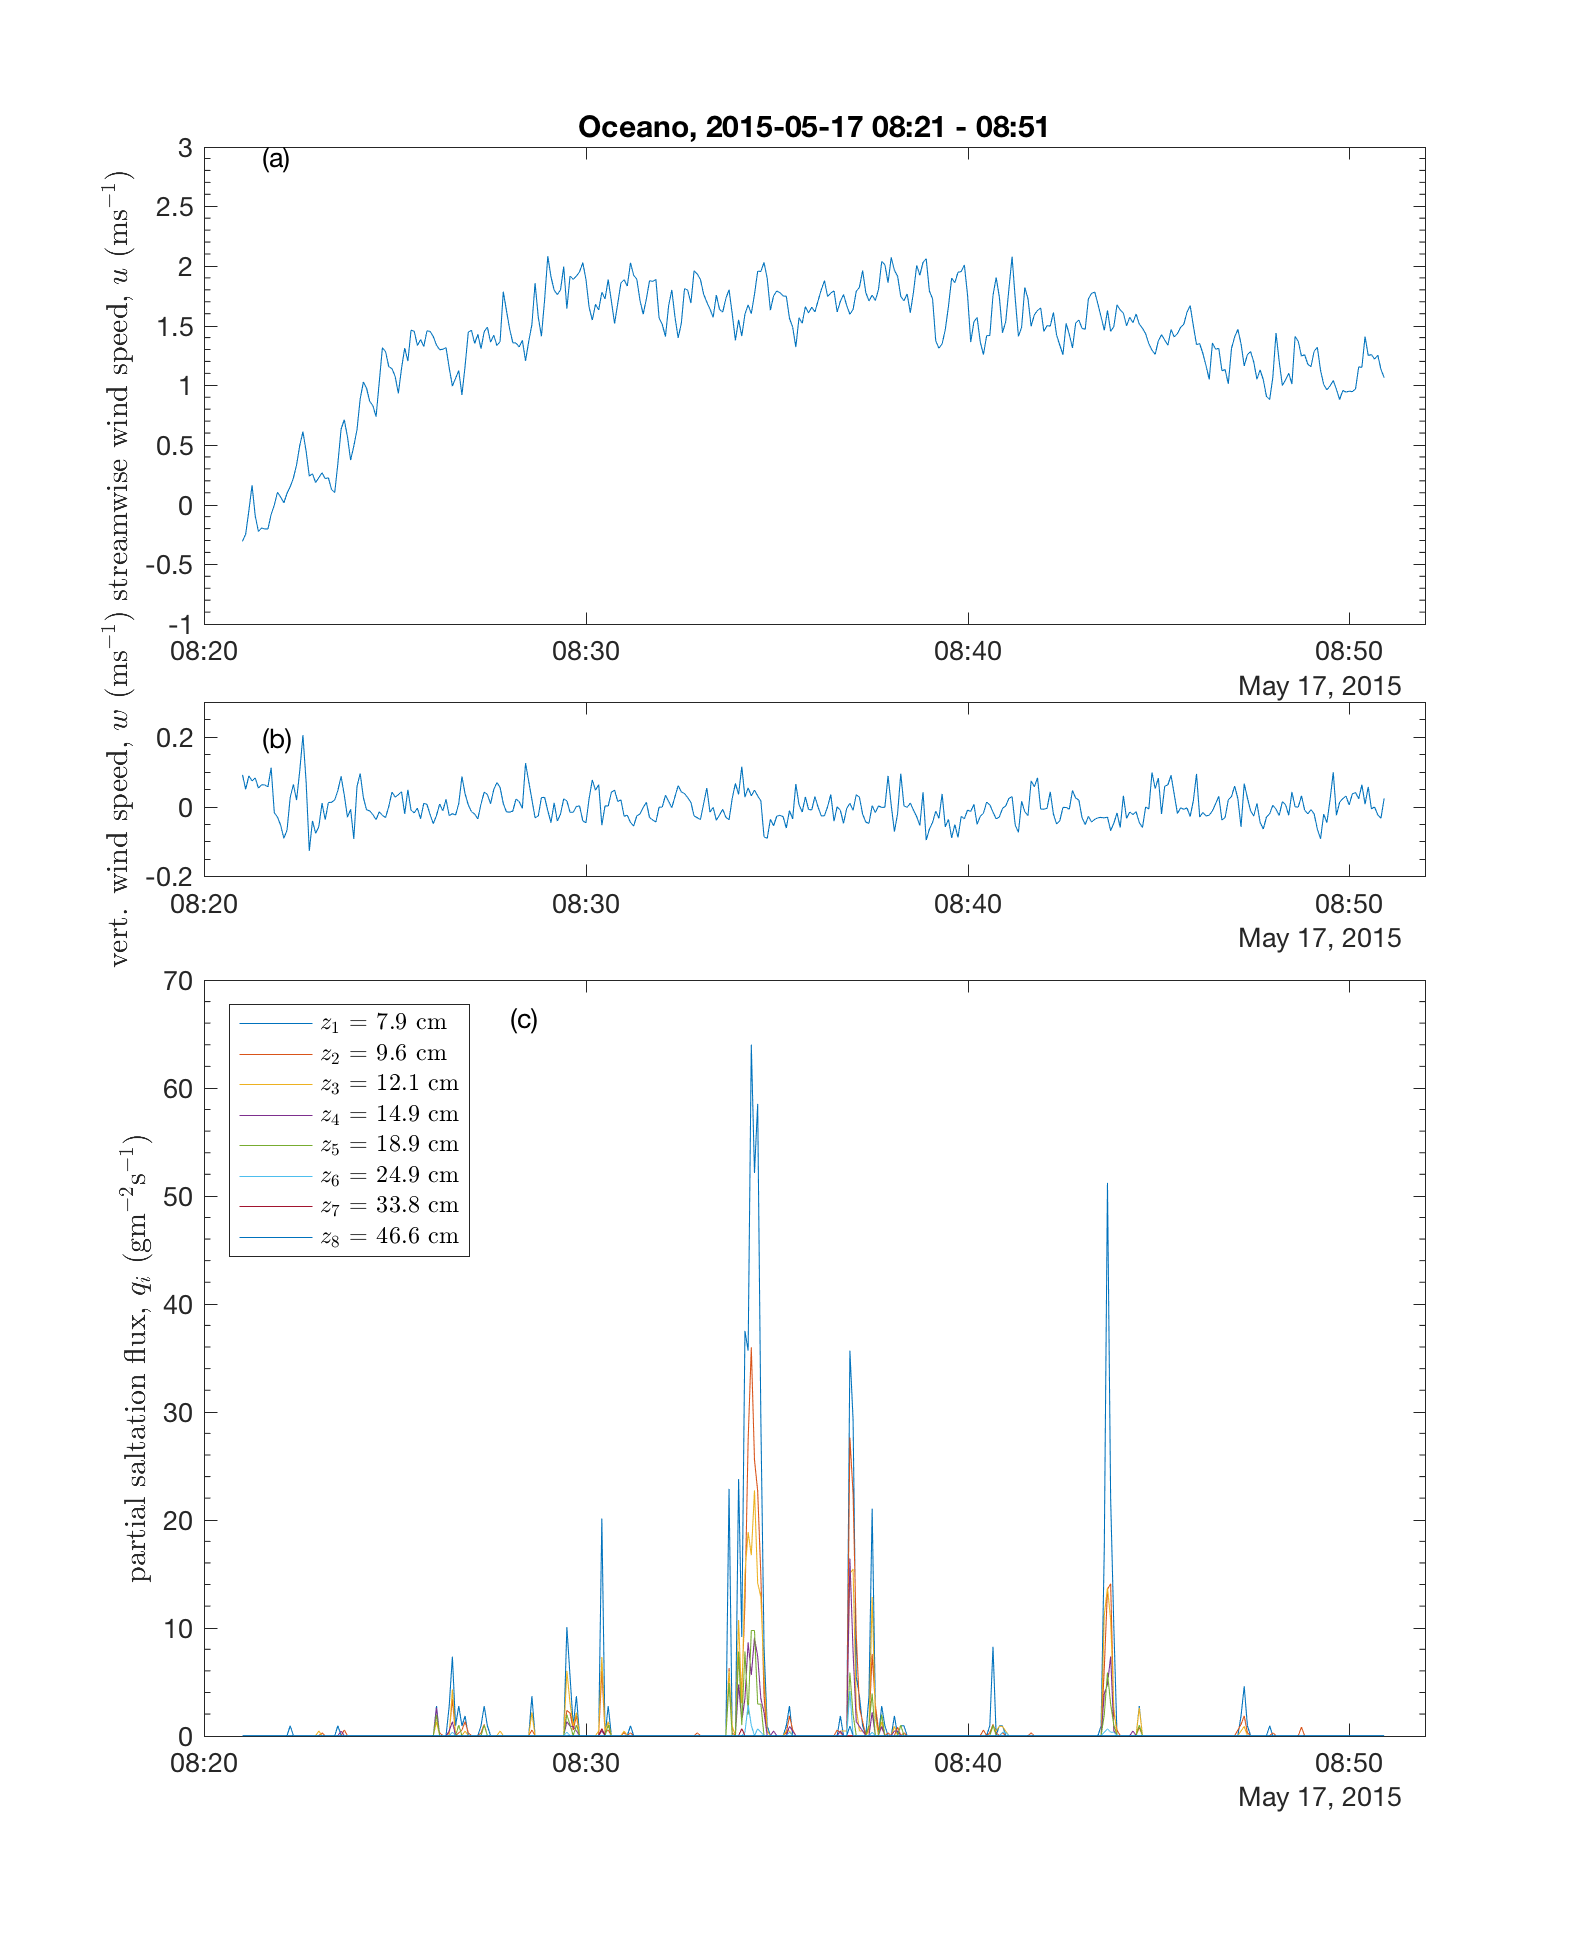 Oceano, 2015-05-17 08:21 - 08:51
(a)
streamwise wind speed, u (ms⁻¹)
3
2.5
2
1.5
1
0.5
0
-0.5
-1
08:20 08:30 08:40 08:50
May 17, 2015
(b)
vert. wind speed, w (ms⁻¹)
0.2
0
-0.2
08:20 08:30 08:40 08:50
May 17, 2015
(c)
partial saltation flux, qᵢ (gm⁻²s⁻¹)
70
60
50
40
30
20
10
0
z₁ = 7.9 cm
z₂ = 9.6 cm
z₃ = 12.1 cm
z₄ = 14.9 cm
z₅ = 18.9 cm
z₆ = 24.9 cm
z₇ = 33.8 cm
z₈ = 46.6 cm
08:20 08:30 08:40 08:50
May 17, 2015